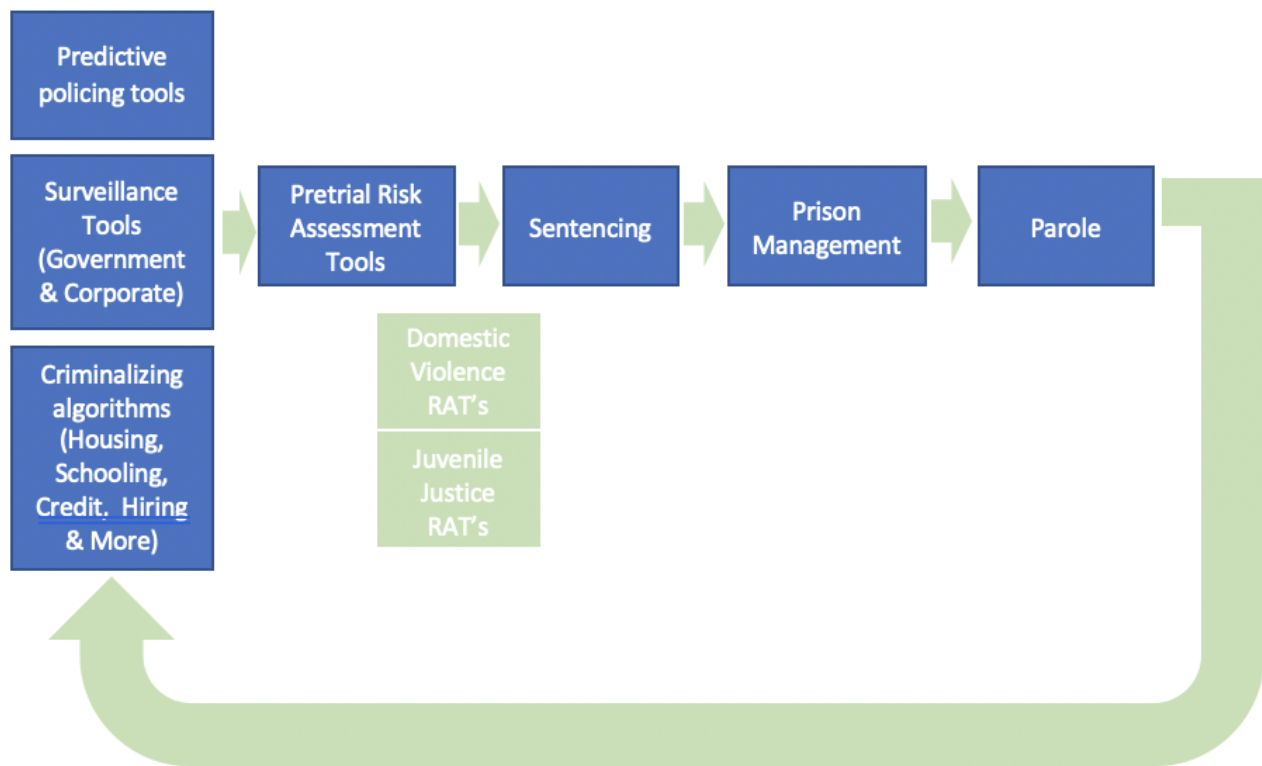 Predictive
policing tools
Surveillance
Tools
(Government
& Corporate)
Criminalizing
algorithms
(Housing,
Schooling,
Credit, Hiring
& More)
Pretrial Risk
Assessment
Tools
Domestic
Violence
RAT's
Juvenile
Justice
RAT's
Sentencing
Prison
Management
Parole